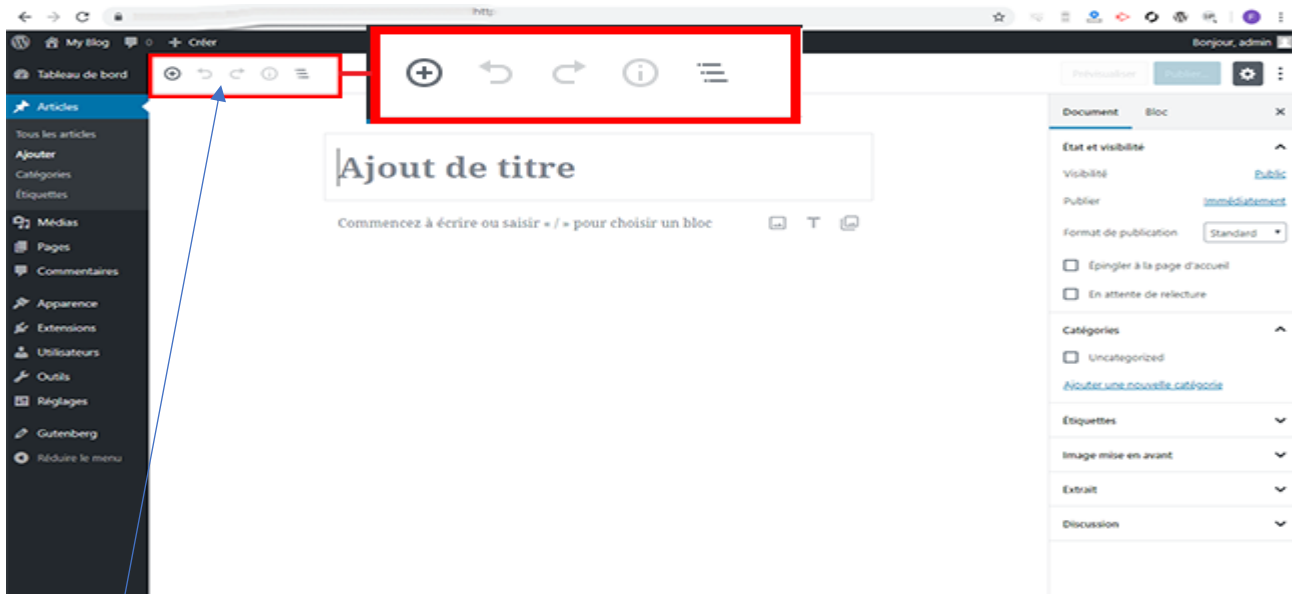 http
My Blog 0 + Créer
Bonjour, admin
Tableau de bord
Prévisualiser Publier...
Articles
Tous les articles
Ajouter
Catégories
Étiquettes
Médias
Pages
Commentaires
Apparence
Extensions
Utilisateurs
Outils
Réglages
Gutenberg
Réduire le menu
Ajout de titre
Commencez à écrire ou saisir « / » pour choisir un bloc
Document Bloc
État et visibilité
Visibilité Public
Publier Immédiatement
Format de publication Standard
Épingler à la page d'accueil
En attente de relecture
Catégories
Uncategorized
Ajouter une nouvelle catégorie
Étiquettes
Image mise en avant
Extrait
Discussion